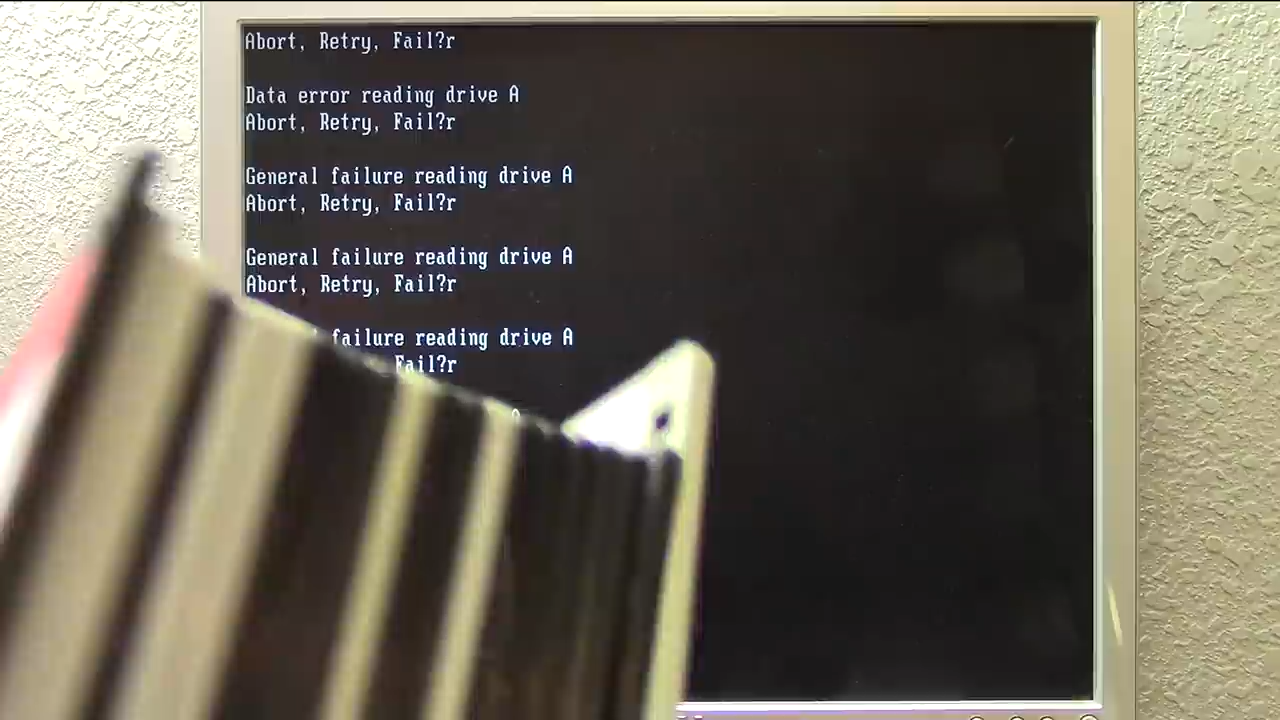 Abort, Retry, Fail?r
Data error reading drive A
Abort, Retry, Fail?r
General failure reading drive A
Abort, Retry, Fail?r
General failure reading drive A
Abort, Retry, Fail?r
failure reading drive A
Fail?r
A